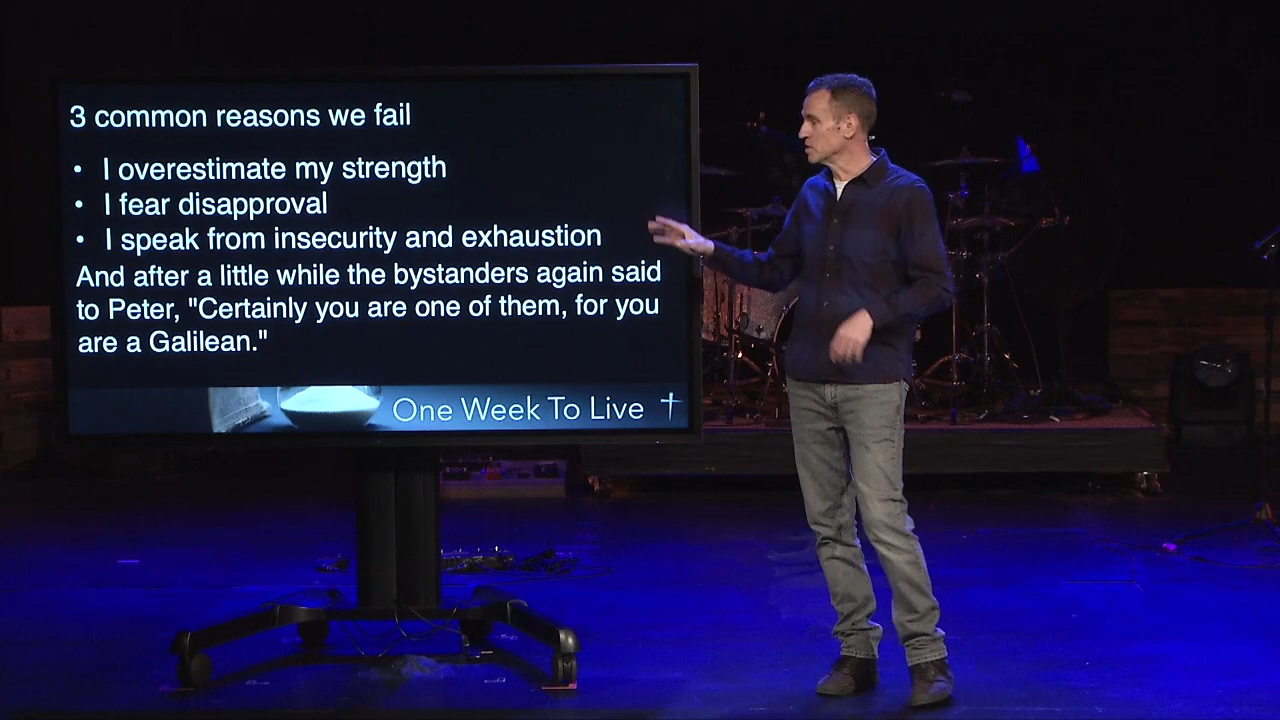 3 common reasons we fail
• I overestimate my strength
• I fear disapproval
• I speak from insecurity and exhaustion
And after a little while the bystanders again said
to Peter, "Certainly you are one of them, for you
are a Galilean."
One Week To Live